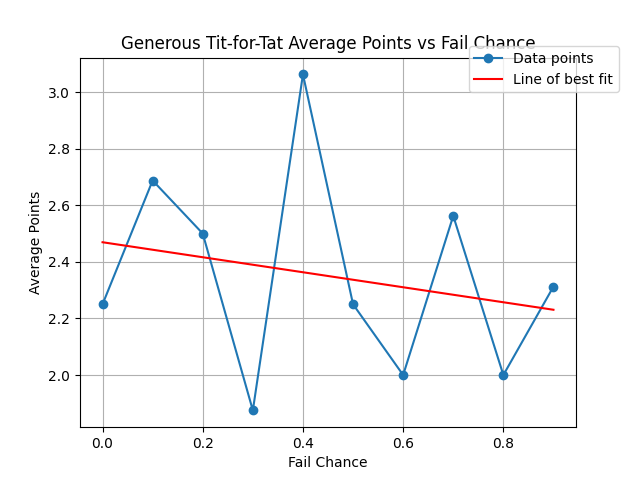 Generous Tit-for-Tat Average Points vs Fail Chance
Data points
Line of best fit
Average Points
3.0
2.8
2.6
2.4
2.2
2.0
0.0 0.2 0.4 0.6 0.8
Fail Chance